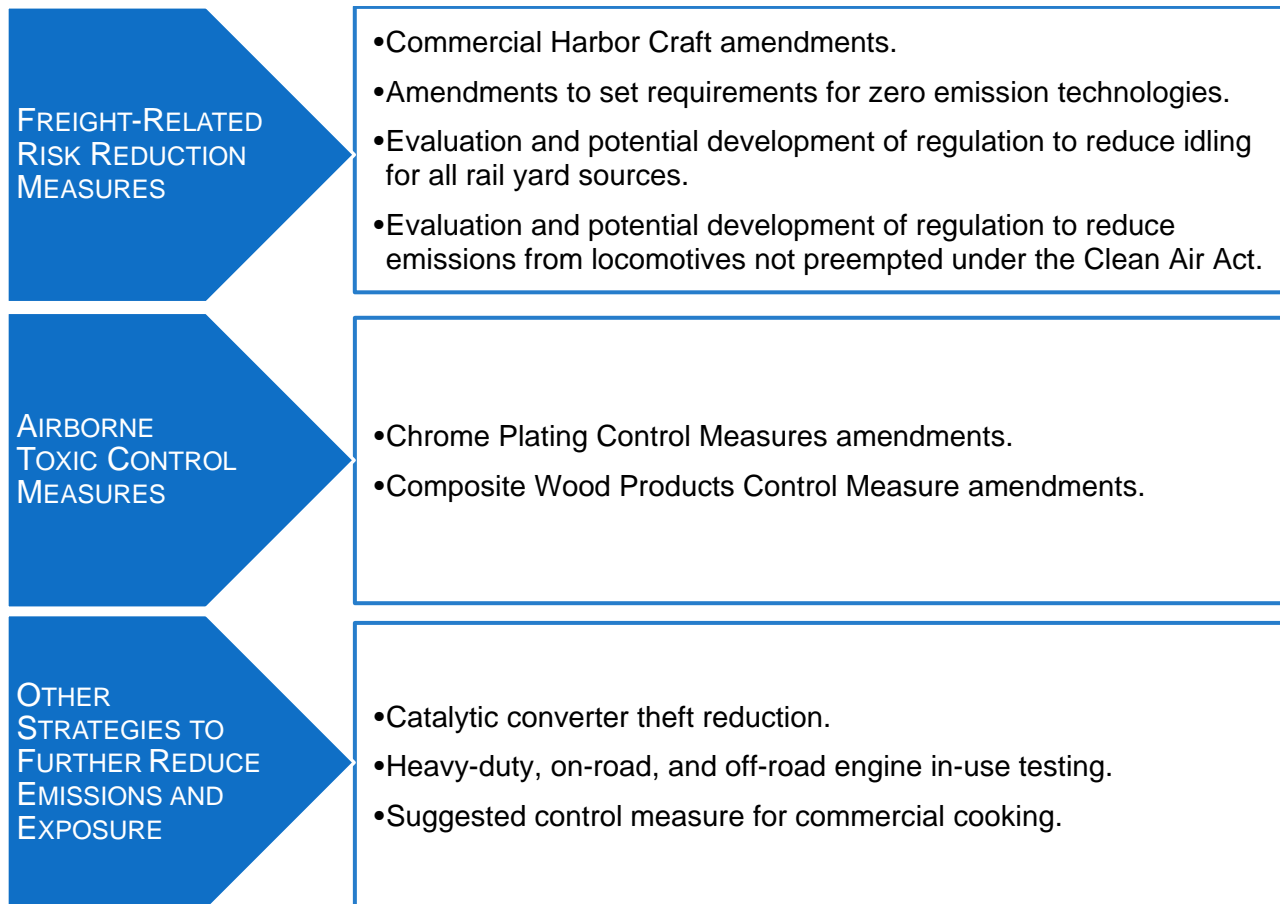 FREIGHT-RELATED
RISK REDUCTION
MEASURES
•Commercial Harbor Craft amendments.
•Amendments to set requirements for zero emission technologies.
•Evaluation and potential development of regulation to reduce idling
for all rail yard sources.
•Evaluation and potential development of regulation to reduce
emissions from locomotives not preempted under the Clean Air Act.
AIRBORNE
TOXIC CONTROL
MEASURES
•Chrome Plating Control Measures amendments.
•Composite Wood Products Control Measure amendments.
OTHER
STRATEGIES TO
FURTHER REDUCE
EMISSIONS AND
EXPOSURE
•Catalytic converter theft reduction.
•Heavy-duty, on-road, and off-road engine in-use testing.
•Suggested control measure for commercial cooking.